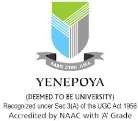 YENEPOYA
(DEEMED TO BE UNIVERSITY)
Recognized under Sec 3(A) of the UGC Act 1956
Accredited by NAAC with 'A' Grade